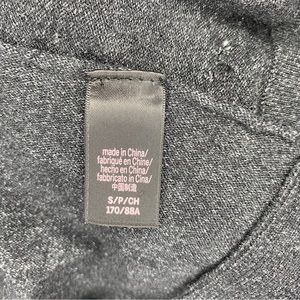 made in China/
fabriqué en Chine/
hecho en China/
fabbricato in Cina/
中国制造
S/P/CH
170/88A